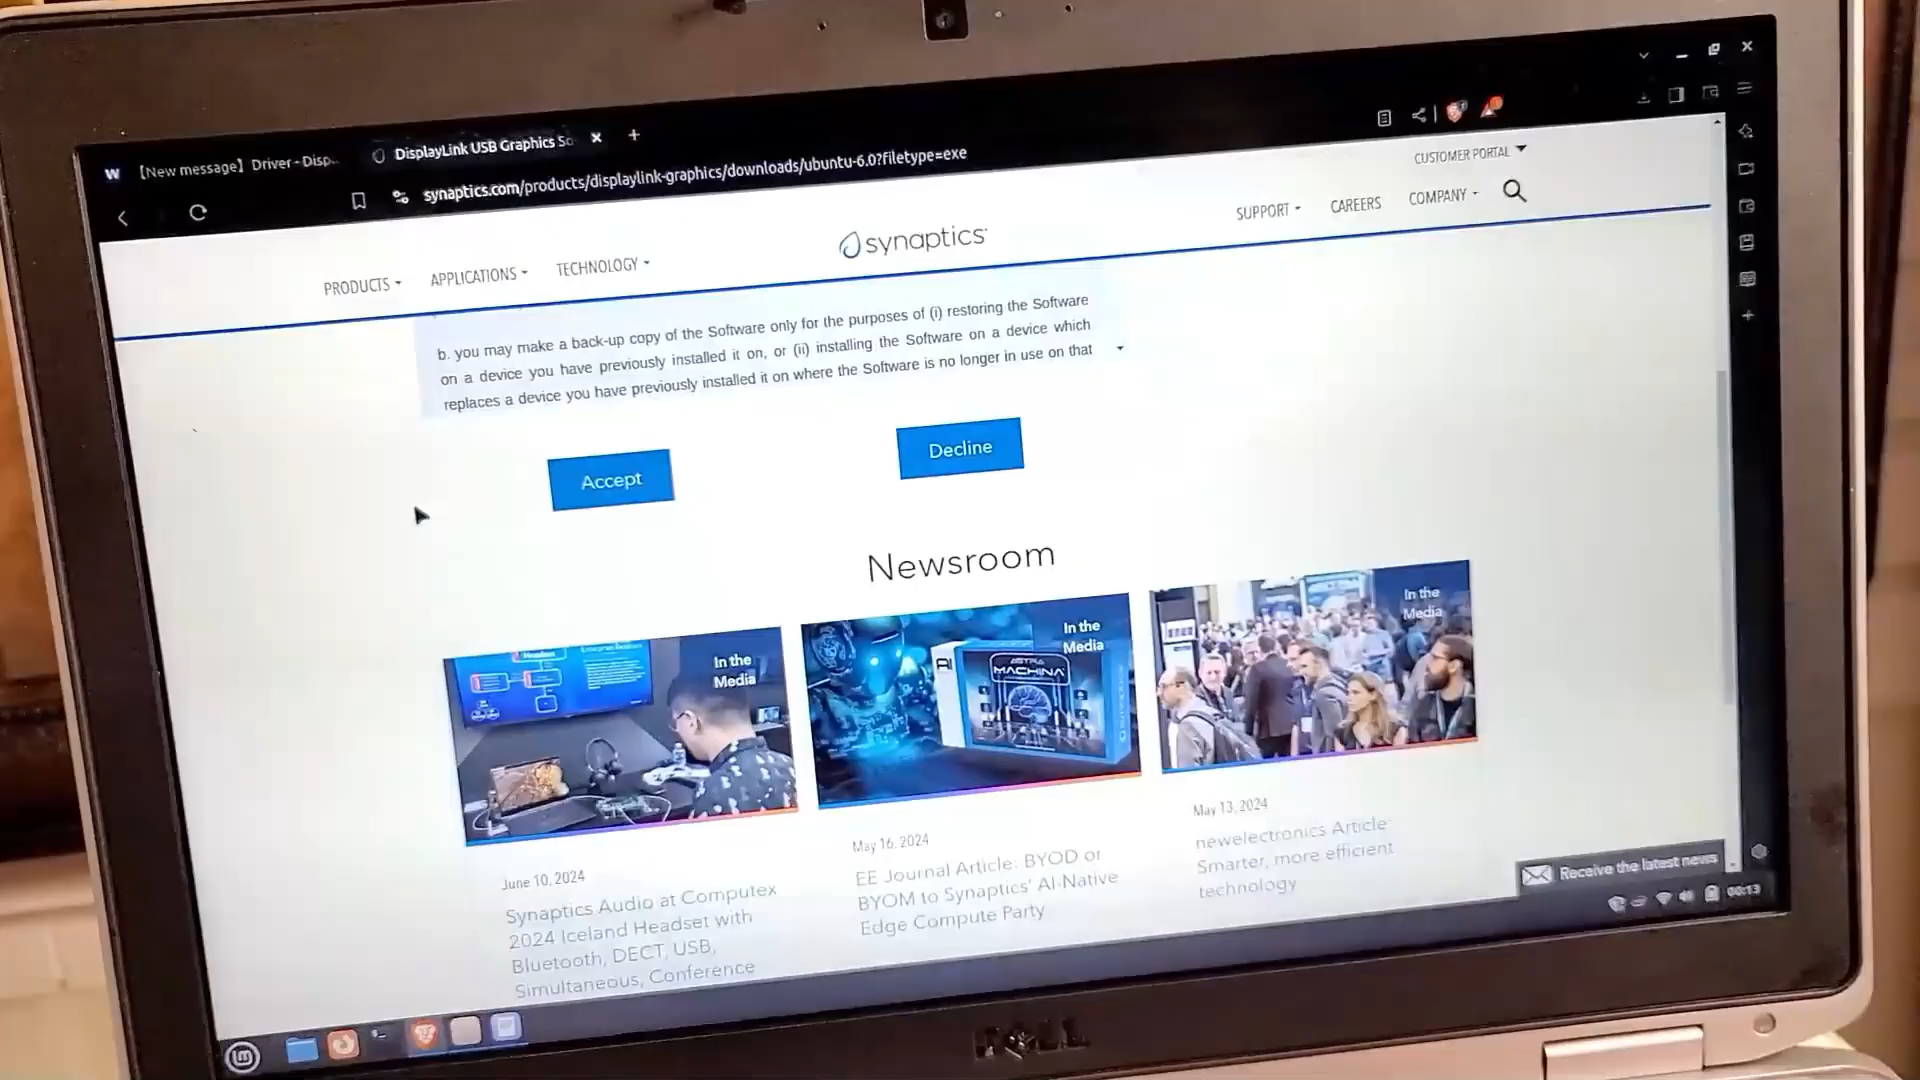 W 【New message】Driver - Disp...
DisplayLink USB Graphics So
synaptics.com/products/displaylink-graphics/downloads/ubuntu-6.0?filetype=exe
CUSTOMER PORTAL
PRODUCTS
APPLICATIONS
TECHNOLOGY
synaptics
SUPPORT
CAREERS
COMPANY
b. you may make a back-up copy of the Software only for the purposes of (i) restoring the Software
on a device you have previously installed it on, or (ii) installing the Software on a device which
replaces a device you have previously installed it on where the Software is no longer in use on that
Accept
Decline
Newsroom
In the
Media
In the
Media
In the
Media
AI
ASTRA
MACHINA
June 10, 2024
Synaptics Audio at Computex
2024 Iceland Headset with
Bluetooth, DECT, USB,
Simultaneous, Conference
May 16, 2024
EE Journal Article: BYOD or
BYOM to Synaptics' AI-Native
Edge Compute Party
May 13, 2024
newelectronics Article:
Smarter, more efficient
technology
Receive the latest news
00:13
DELL